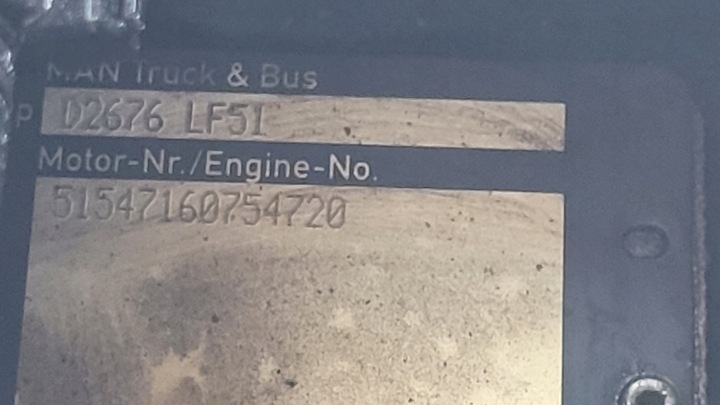 MAN Truck & Bus
P D2676 LF51
Motor-Nr./Engine-No.
51547160754720